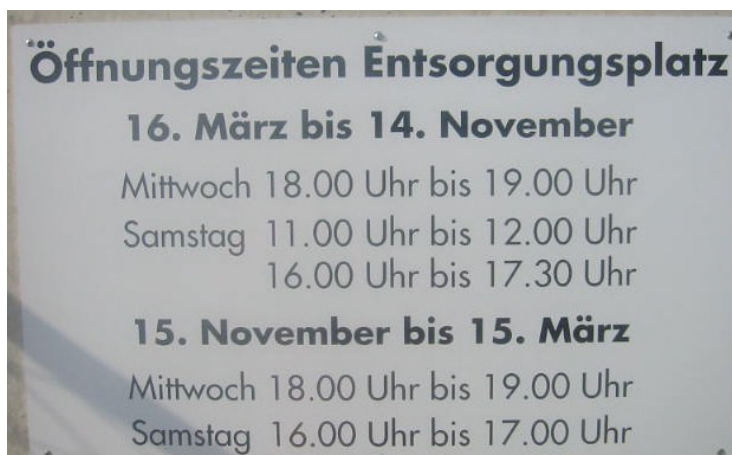 Öffnungszeiten Entsorgungsplatz
16. März bis 14. November
Mittwoch 18.00 Uhr bis 19.00 Uhr
Samstag 11.00 Uhr bis 12.00 Uhr
16.00 Uhr bis 17.30 Uhr
15. November bis 15. März
Mittwoch 18.00 Uhr bis 19.00 Uhr
Samstag 16.00 Uhr bis 17.00 Uhr